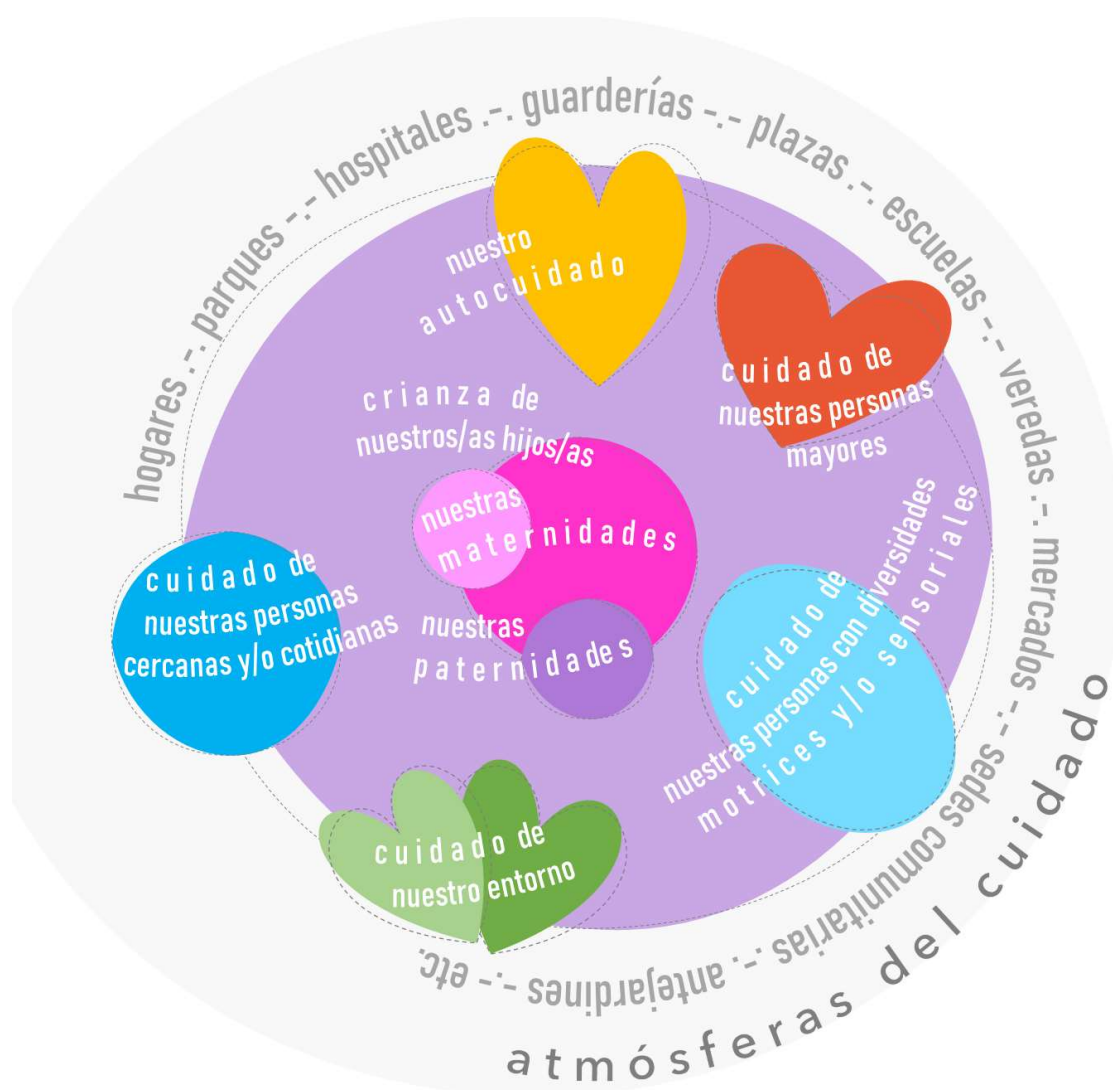 hogares .-. parques -.- hospitales .-. guarderías -.- plazas .-. escuelas -.- veredas .-. mercados -.- sedes comunitarias .-. antejardines -.- etc.
nuestro
autocuidado
cuidado de
nuestras personas
mayores
crianza de
nuestros/as hijos/as
nuestras
maternidades
nuestras
paternidades
cuidado de
nuestras personas
cercanas y/o cotidianas
cuidado de
nuestras personas con diversidades
motrices y/o sensoriales
cuidado de
nuestro entorno
atmósferas del cuidado